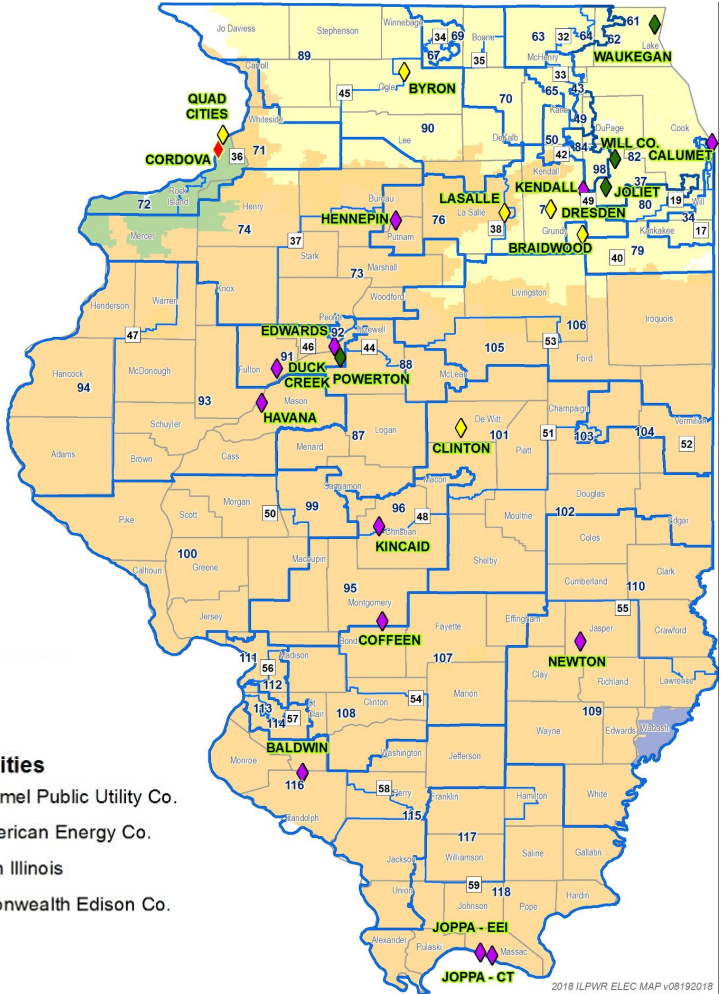 Jo Daviess
Stephenson
Winnebago
Boone
McHenry
Lake
61
64
62
63
32
34
69
67
35
89
WAUKEGAN
Carroll
Ogle
BYRON
33
65
43
45
70
Kane
49
QUAD
CITIES
Whiteside
90
DeKalb
DuPage
Cook
50
84
WILL CO.
CALUMET
82
CORDOVA
36
71
Lee
42
Kendall
98
37
JOLIET
KENDALL
49
Rock
Island
72
Henry
Bureau
LASALLE
La Salle
76
DRESDEN
80
19
Will
34
HENNEPIN
Putnam
38
Grundy
Kankakee
17
Mercer
74
37
BRAIDWOOD
79
40
Stark
Marshall
73
Knox
Woodford
Livingston
Henderson
Warren
Peoria
Iroquois
106
47
EDWARDS
92
Tazewell
46
44
105
53
91
Fulton
DUCK
CREEK
POWERTON
88
McLean
Ford
Hancock
94
McDonough
93
Mason
HAVANA
Schuyler
87
Logan
CLINTON
De Witt
101
Champaign
103
104
Vermilion
51
52
Adams
Brown
Cass
Menard
Piatt
Sangamon
Macon
Pike
Scott
Morgan
50
99
96
48
Christian
KINCAID
Moultrie
Douglas
102
Coles
Edgar
100
Greene
Macoupin
Shelby
Clark
Calhoun
95
Montgomery
Cumberland
110
Jersey
COFFEEN
Bond
Fayette
Effingham
55
Jasper
Crawford
NEWTON
111
Madison
56
112
107
Clay
Richland
Lawrence
113
114
57
St
Clair
108
Clinton
54
Marion
109
Wayne
Edwards
Wabash
BALDWIN
Monroe
116
Washington
Jefferson
58
Perry
Franklin
Hamilton
White
Randolph
115
117
Jackson
Williamson
Saline
Gallatin
Union
59
118
Johnson
Pope
Hardin
Alexander
Pulaski
JOPPA - EEI
Massac
JOPPA - CT
ities
mel Public Utility Co.
erican Energy Co.
n Illinois
onwealth Edison Co.
2018 ILPWR ELEC MAP v08192018